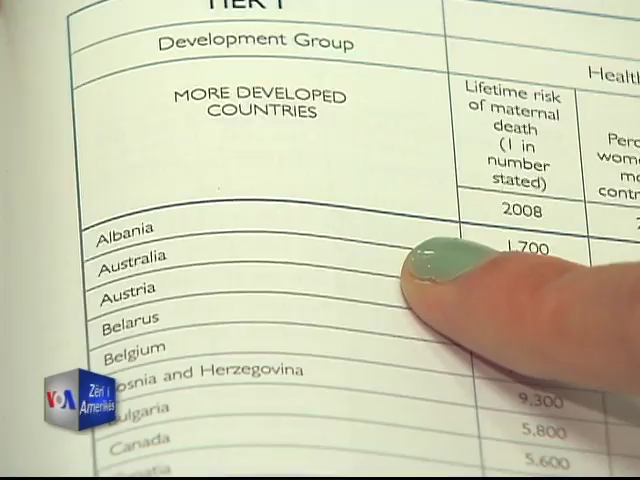 TIER I
Development Group
MORE DEVELOPED
COUNTRIES
Health
Lifetime risk
of maternal
death
(1 in
number
stated)
2008
Albania
1,700
Australia
Austria
Belarus
Belgium
osnia and Herzegovina
9,300
ulgaria
5,800
Canada
5,600
VOA
Zëri i
Amerikës